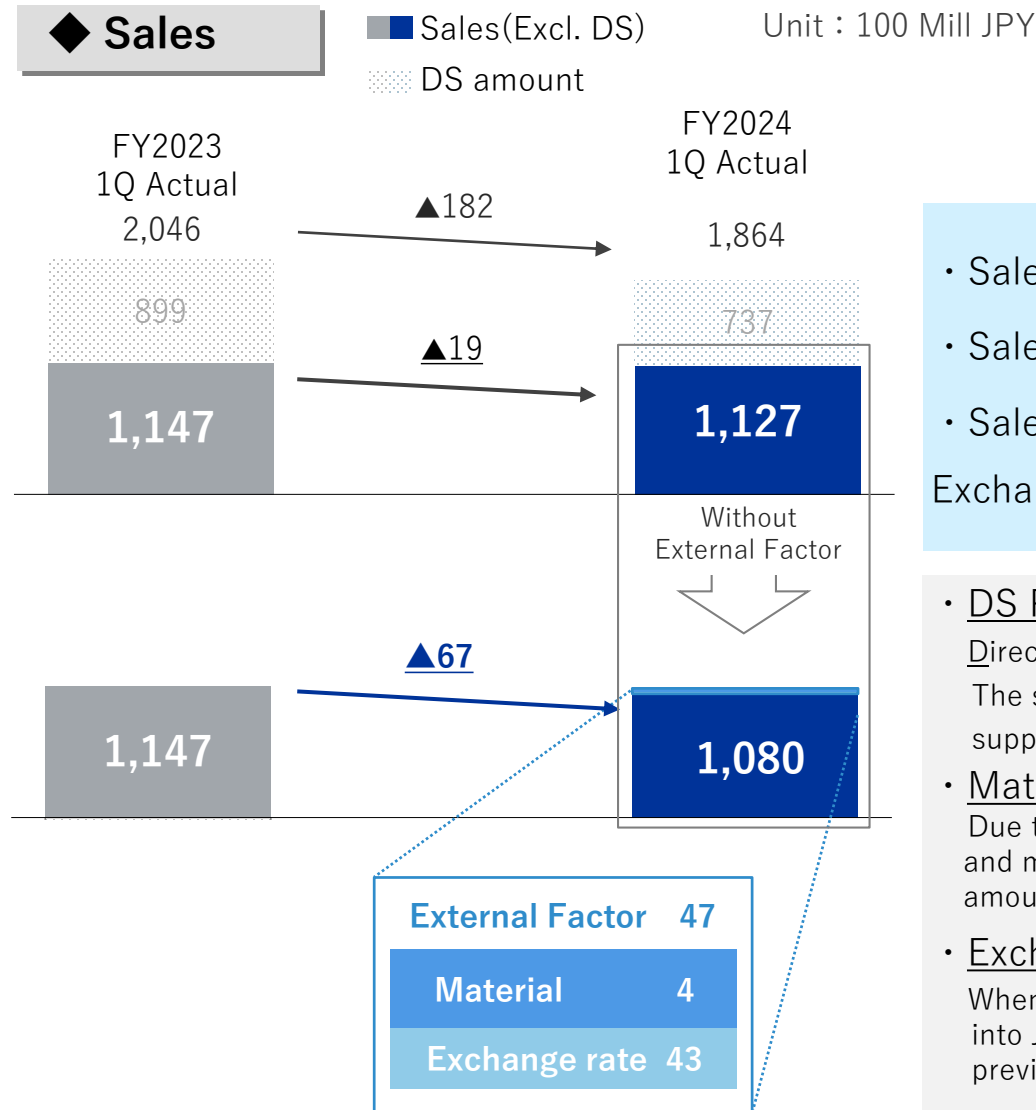 ◆ Sales
Sales(Excl. DS)
DS amount
Unit：100 Mill JPY
FY2023
1Q Actual
2,046
▲182
FY2024
1Q Actual
1,864
899
737
▲19
1,147
1,127
Without
External Factor
▲67
1,147
1,080
External Factor 47
Material 4
Exchange rate 43
・Sale
・Sale
・Sale
Excha
・DS
Direc
The s
supp
・Mat
Due t
and m
amou
・Exch
When
into
previ